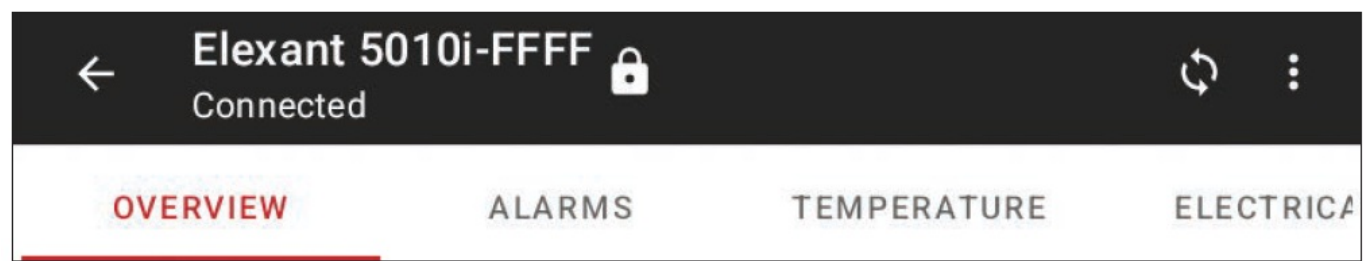 Elexant 5010i-FFFF
Connected
OVERVIEW ALARMS TEMPERATURE ELECTRICA